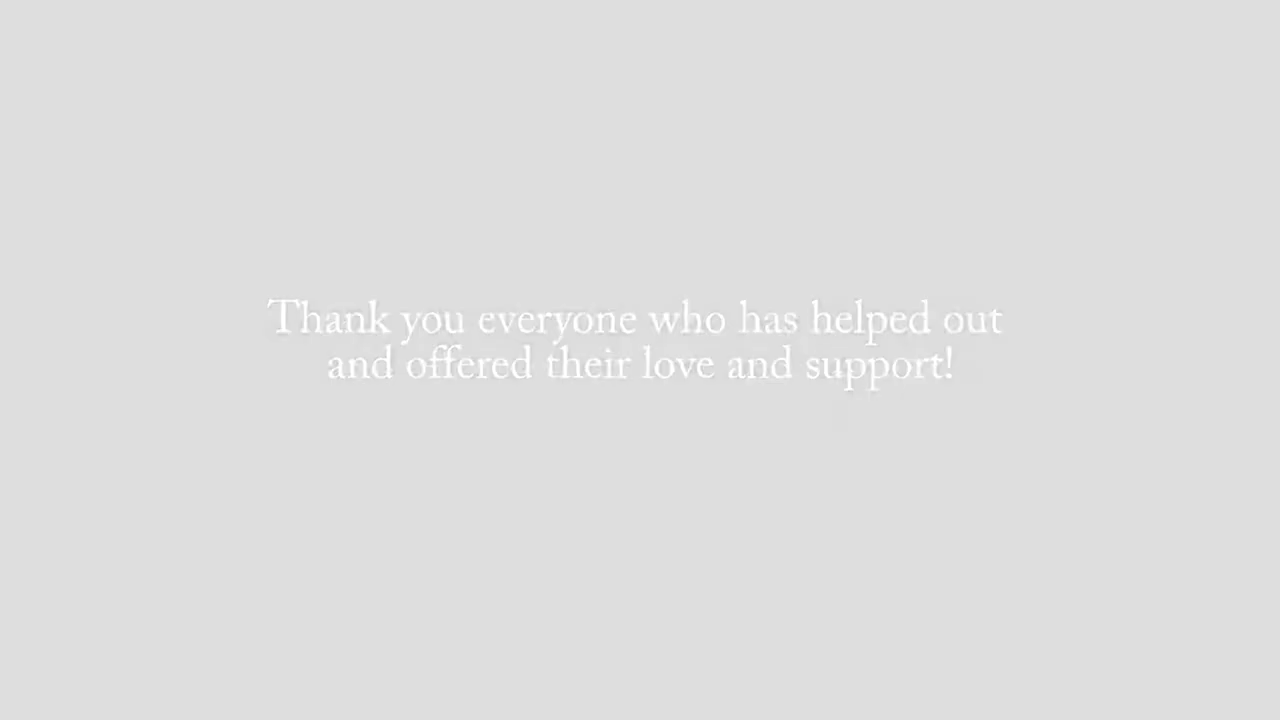 Thank you everyone who has helped out
and offered their love and support!